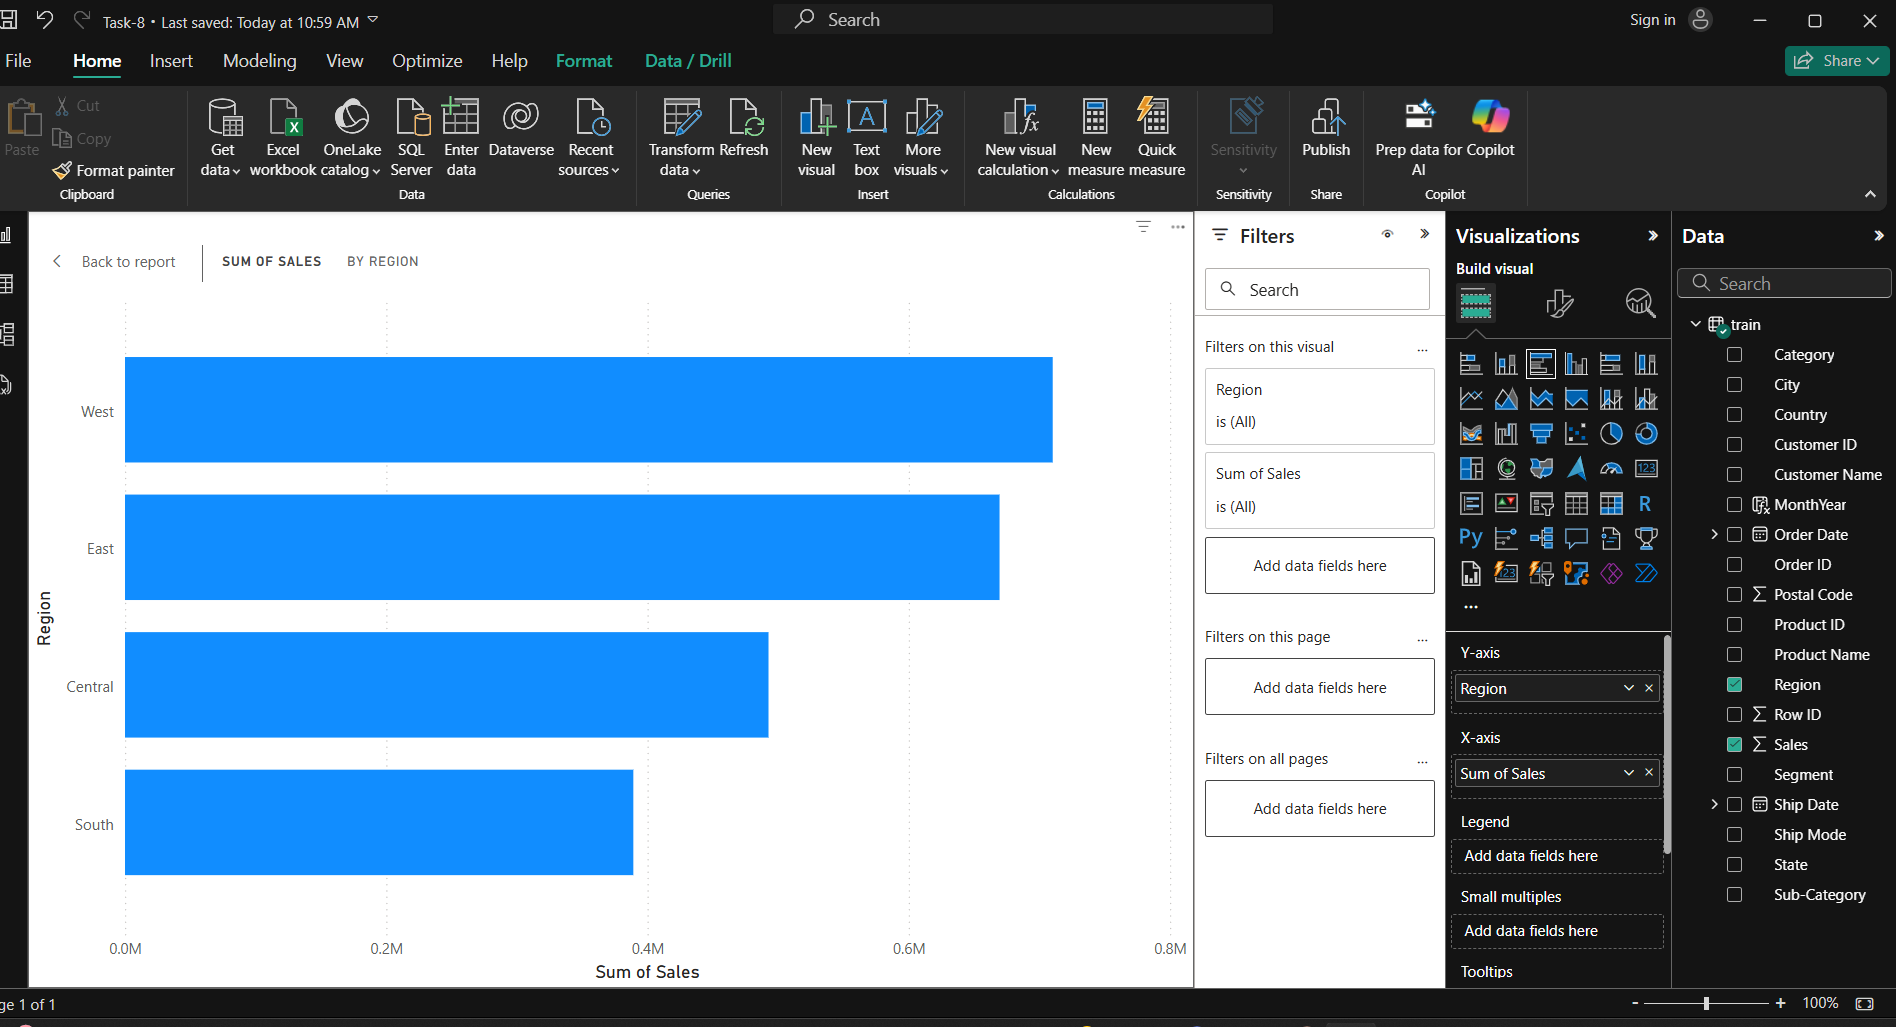 Task-8 • Last saved: Today at 10:59 AM
Search
Sign in
File
Home
Insert
Modeling
View
Optimize
Help
Format
Data / Drill
Share
Paste
Cut
Copy
Format painter
Clipboard
Get data
Excel workbook
OneLake catalog
SQL Server
Enter data
Dataverse
Recent sources
Data
Transform data
Refresh
Queries
New visual
Text box
More visuals
Insert
New visual calculation
New measure
Quick measure
Calculations
Sensitivity
Sensitivity
Publish
Share
Prep data for AI
Copilot
Copilot
Back to report
SUM OF SALES
BY REGION
West
East
Central
South
Region
0.0M
0.2M
0.4M
0.6M
0.8M
Sum of Sales
Filters
Search
Filters on this visual
Region
is (All)
Sum of Sales
is (All)
Add data fields here
Filters on this page
Add data fields here
Filters on all pages
Add data fields here
Visualizations
Build visual
123
R
Py
123
Y-axis
Region
X-axis
Sum of Sales
Legend
Add data fields here
Small multiples
Add data fields here
Tooltips
Data
Search
train
Category
City
Country
Customer ID
Customer Name
MonthYear
Order Date
Order ID
Postal Code
Product ID
Product Name
Region
Row ID
Sales
Segment
Ship Date
Ship Mode
State
Sub-Category
ge 1 of 1
100%